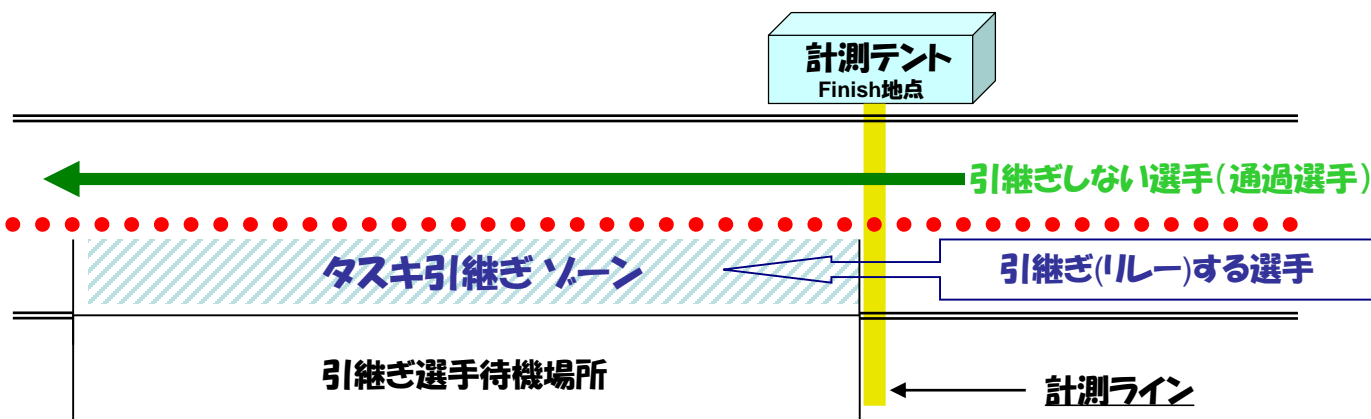 計測テント
Finish地点
引継ぎしない選手(通過選手)
タスキ引継ぎ ゾーン
引継ぎ(リレー)する選手
引継ぎ選手待機場所
計測ライン